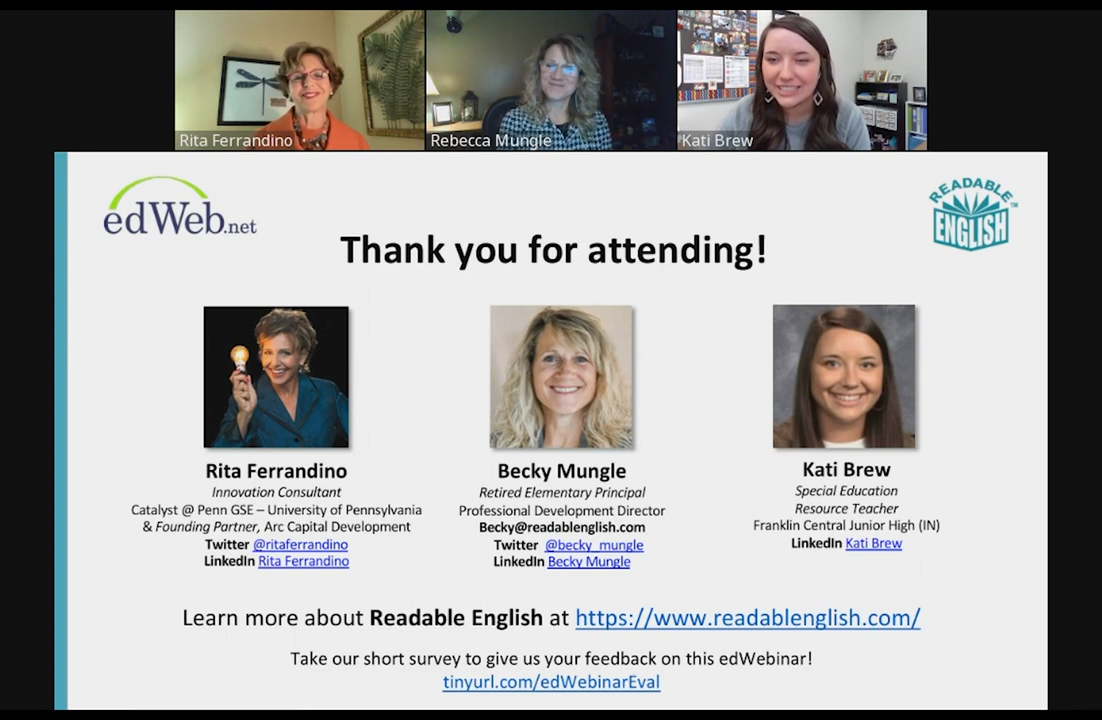 Rita Ferrandino
Rebecca Mungle
Kati Brew
edWeb.net
READABLE ENGLISH™
Thank you for attending!
Rita Ferrandino
Innovation Consultant
Catalyst @ Penn GSE – University of Pennsylvania
& Founding Partner, Arc Capital Development
Twitter @ritaferrandino
LinkedIn Rita Ferrandino
Becky Mungle
Retired Elementary Principal
Professional Development Director
Becky@readablenglish.com
Twitter @becky_mungle
LinkedIn Becky Mungle
Kati Brew
Special Education
Resource Teacher
Franklin Central Junior High (IN)
LinkedIn Kati Brew
Learn more about Readable English at https://www.readablenglish.com/
Take our short survey to give us your feedback on this edWebinar!
tinyurl.com/edWebinarEval